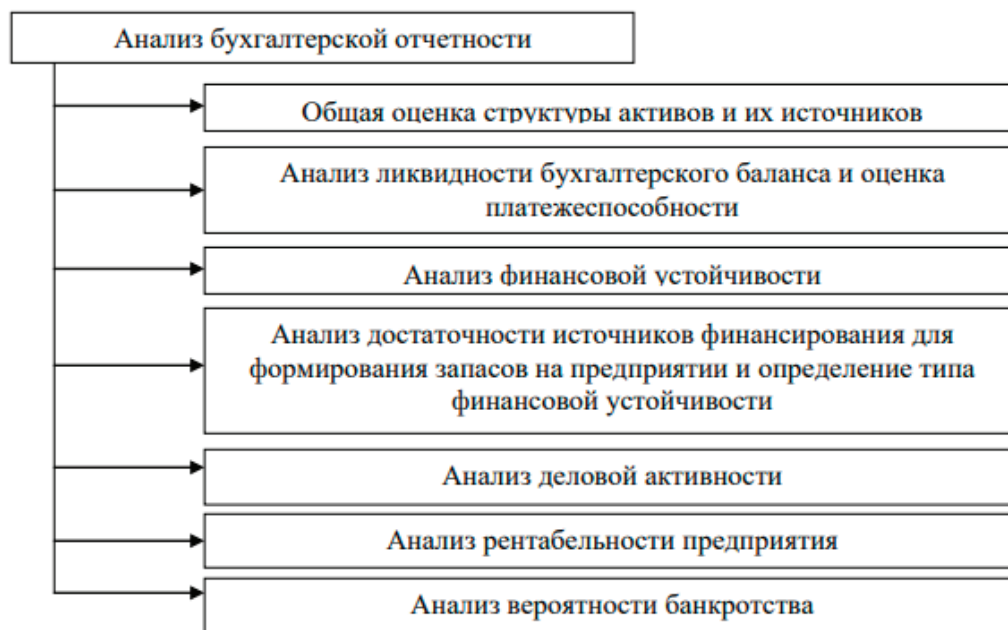 Анализ бухгалтерской отчетности
Общая оценка структуры активов и их источников
Анализ ликвидности бухгалтерского баланса и оценка
платежеспособности
Анализ финансовой устойчивости
Анализ достаточности источников финансирования для
формирования запасов на предприятии и определение типа
финансовой устойчивости
Анализ деловой активности
Анализ рентабельности предприятия
Анализ вероятности банкротства